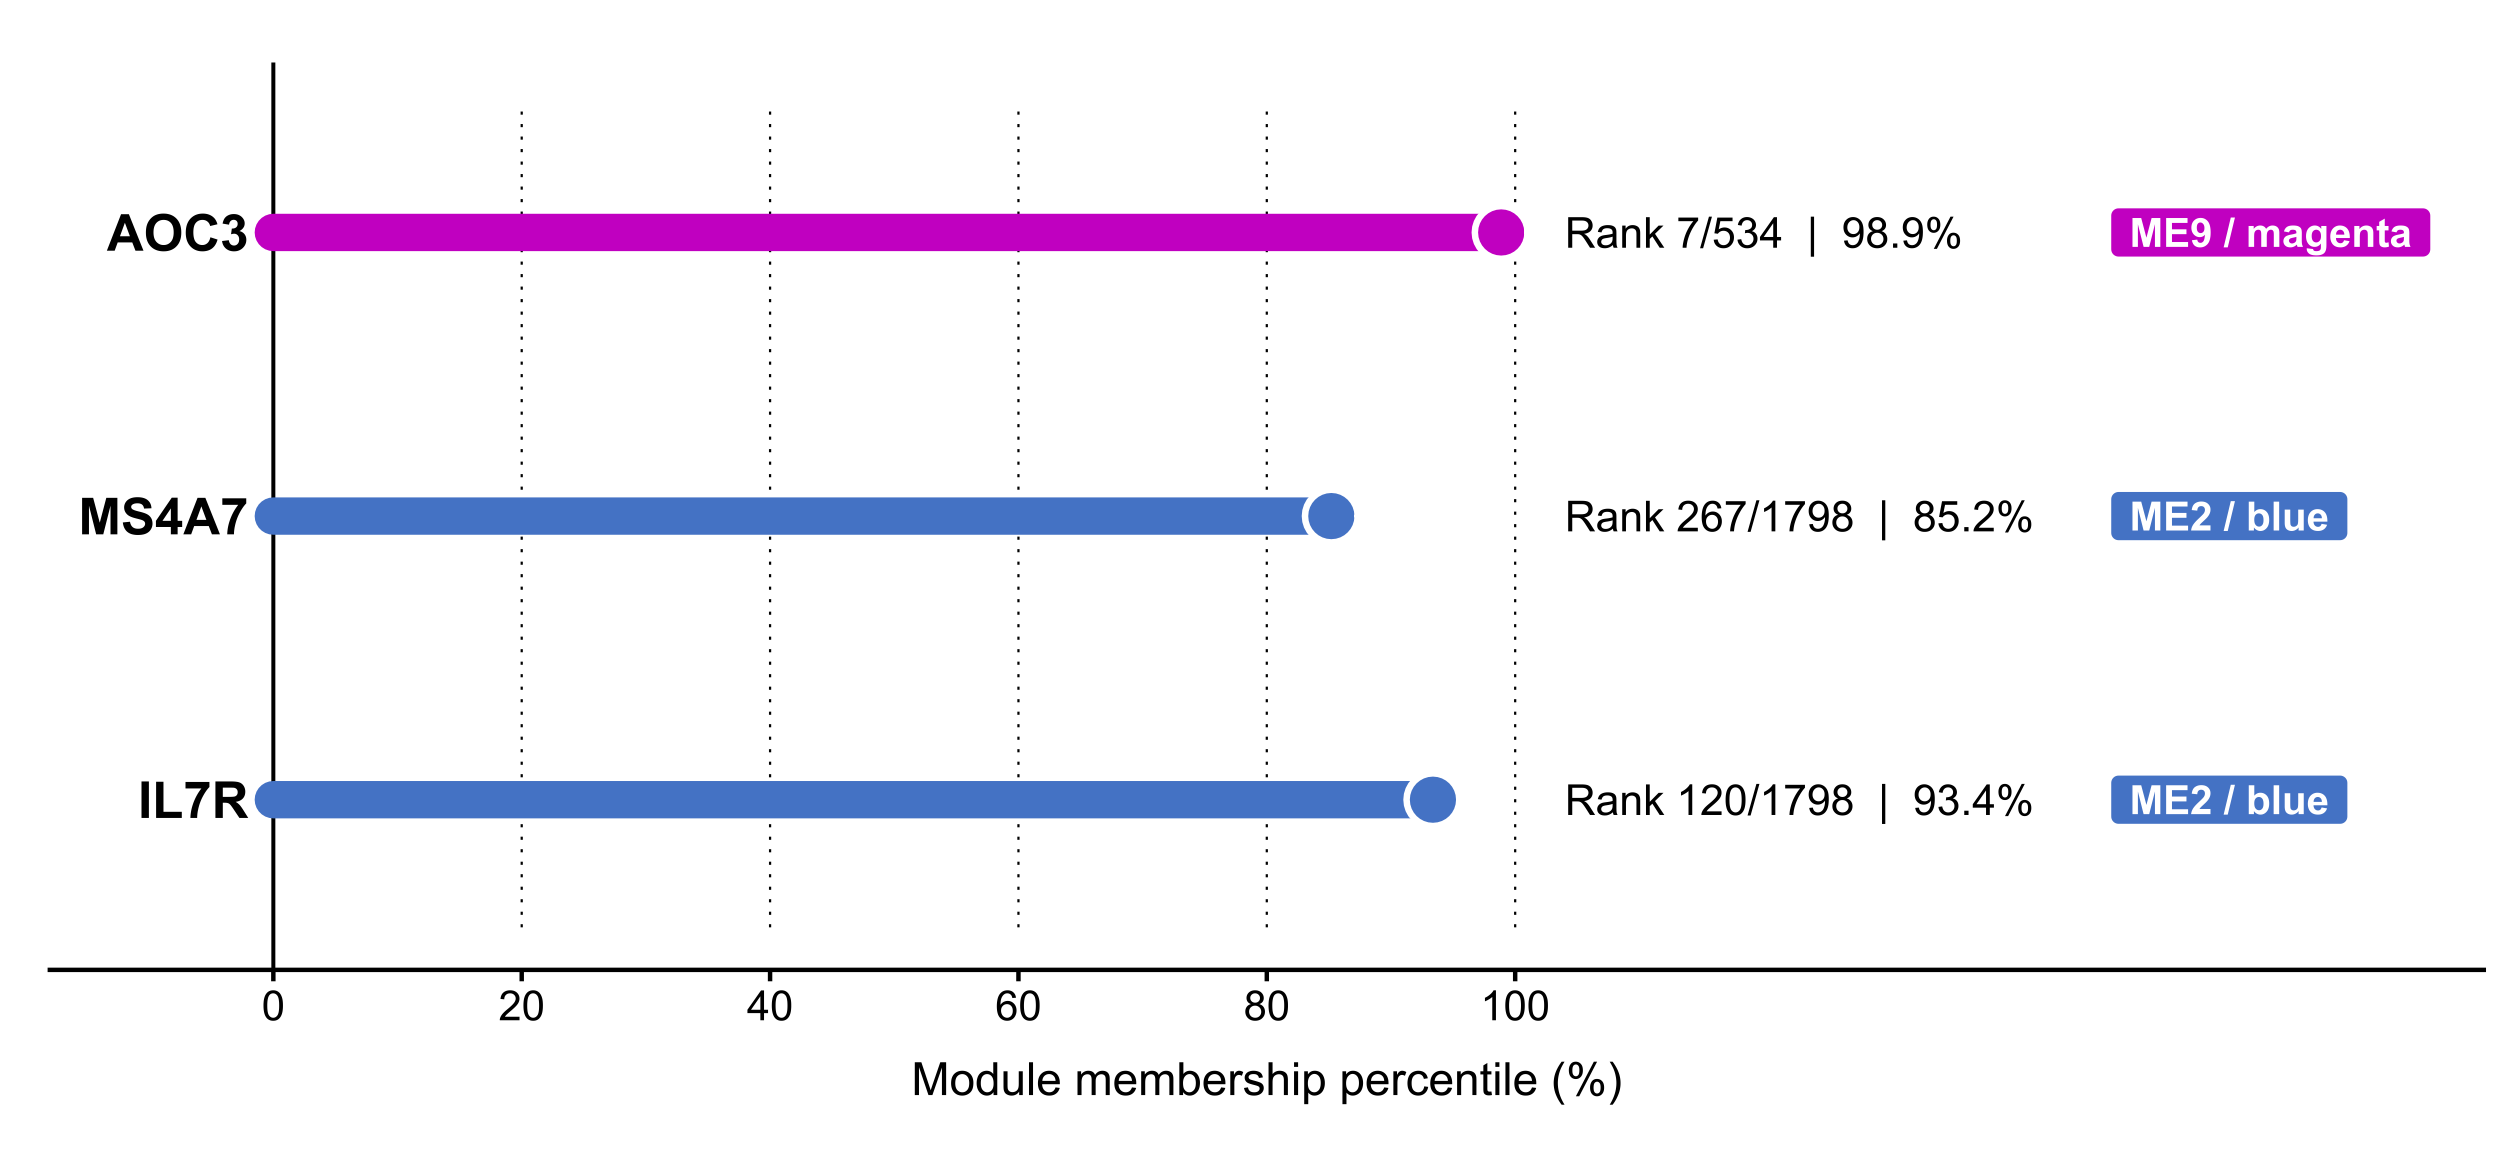 AOC3 Rank 7/534 | 98.9% ME9 / magenta
MS4A7 Rank 267/1798 | 85.2% ME2 / blue
IL7R Rank 120/1798 | 93.4% ME2 / blue
0 20 40 60 80 100
Module membership percentile (%)